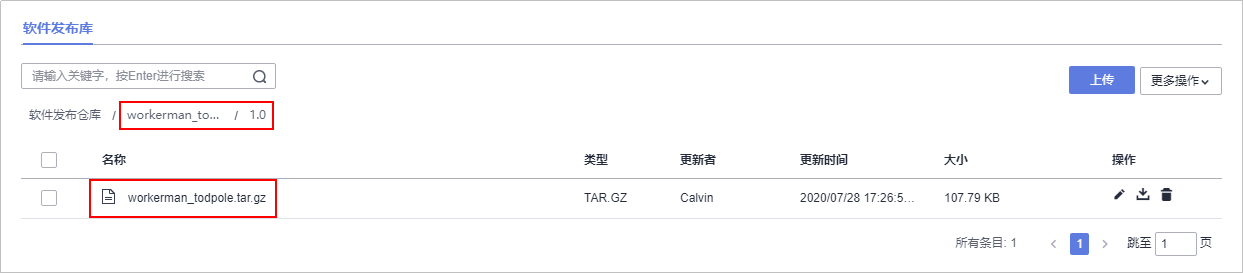 软件发布库
请输入关键字，按Enter进行搜索
上传 更多操作
软件发布仓库 / workerman_to... / 1.0
名称 类型 更新者 更新时间 大小 操作
workerman_todpole.tar.gz TAR.GZ Calvin 2020/07/28 17:26:5... 107.79 KB
所有条目: 1 < 1 > 跳至 1 页